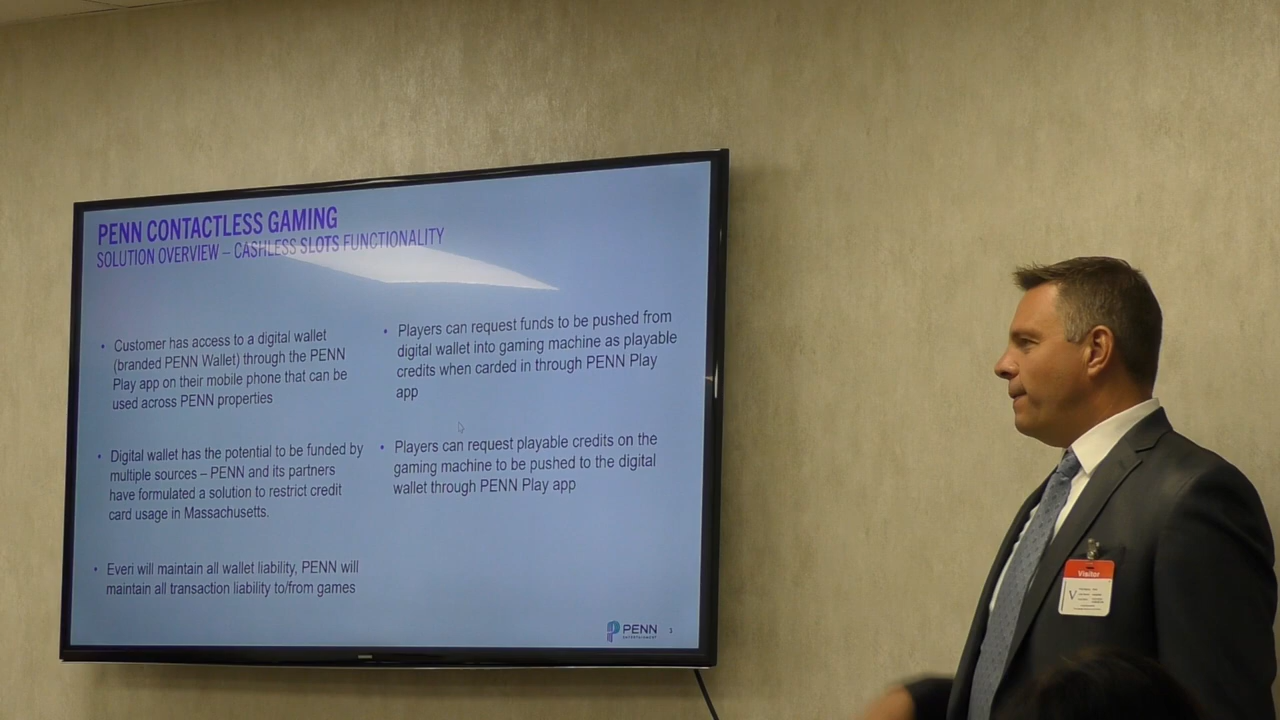 PENN CONTACTLESS GAMING
SOLUTION OVERVIEW – CASHLESS SLOTS FUNCTIONALITY
• Customer has access to a digital wallet
(branded PENN Wallet) through the PENN
Play app on their mobile phone that can be
used across PENN properties
• Digital wallet has the potential to be funded by
multiple sources – PENN and its partners
have formulated a solution to restrict credit
card usage in Massachusetts.
• Everi will maintain all wallet liability, PENN will
maintain all transaction liability to/from games
• Players can request funds to be pushed from
digital wallet into gaming machine as playable
credits when carded in through PENN Play
app
• Players can request playable credits on the
gaming machine to be pushed to the digital
wallet through PENN Play app
PENN
ENTERTAINMENT
Visitor
V